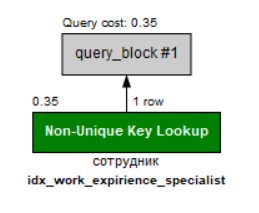 Query cost: 0.35
query_block #1
0.35 1 row
Non-Unique Key Lookup
сотрудник
idx_work_expirience_specialist